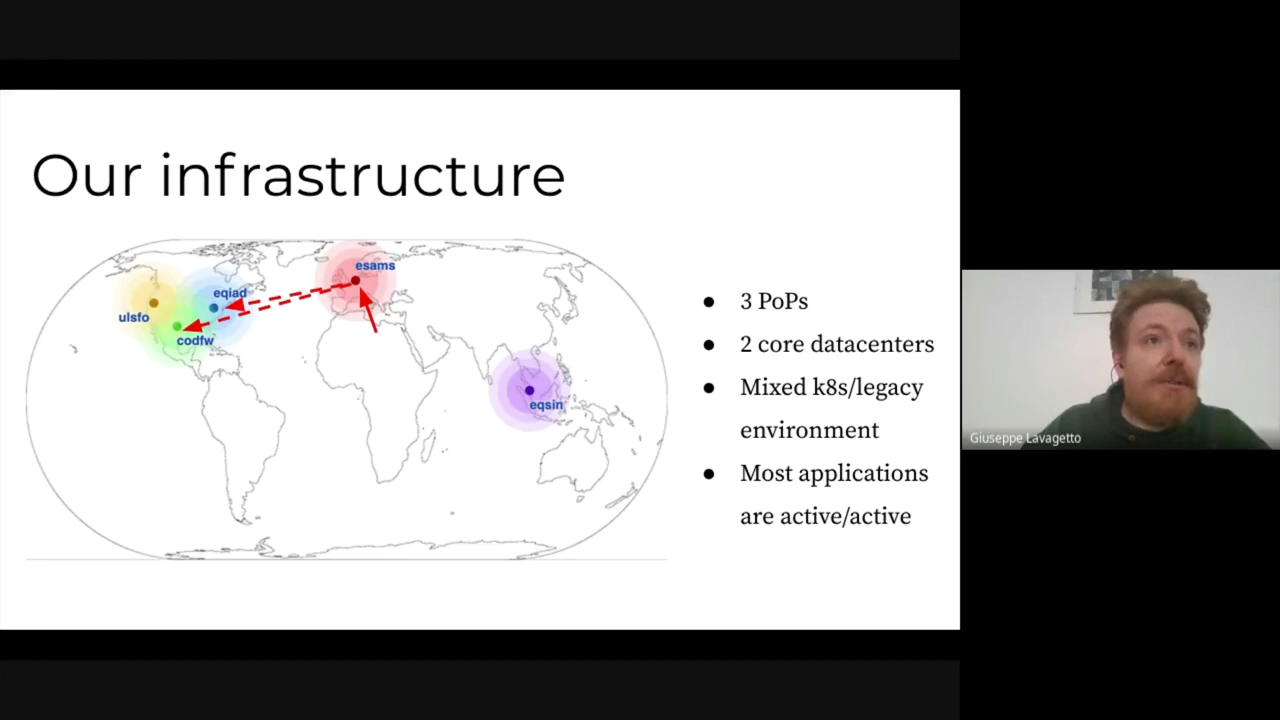 Our infrastructure
esams
eqiad
ulsfo
codfw
eqsin
● 3 PoPs
● 2 core datacenters
● Mixed k8s/legacy
environment
● Most applications
are active/active
Giuseppe Lavagetto